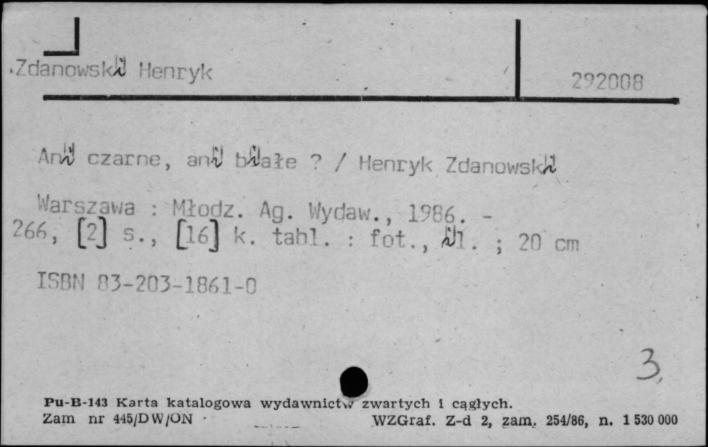 Zdanowski Henryk
292008
Ani czarne, ani białe ? / Henryk Zdanowski
Warszawa : Młodz. Ag. Wydaw., 1986. -
266, [2] s., [16] k. tabl. : fot., il. ; 20 cm
ISBN 83-203-1861-0
3,
Pu-B-143 Karta katalogowa wydawnictw zwartych i ciągłych.
Zam nr 445/DW/ON WZGraf. Z-d 2, zam. 254/86, n. 1 530 000